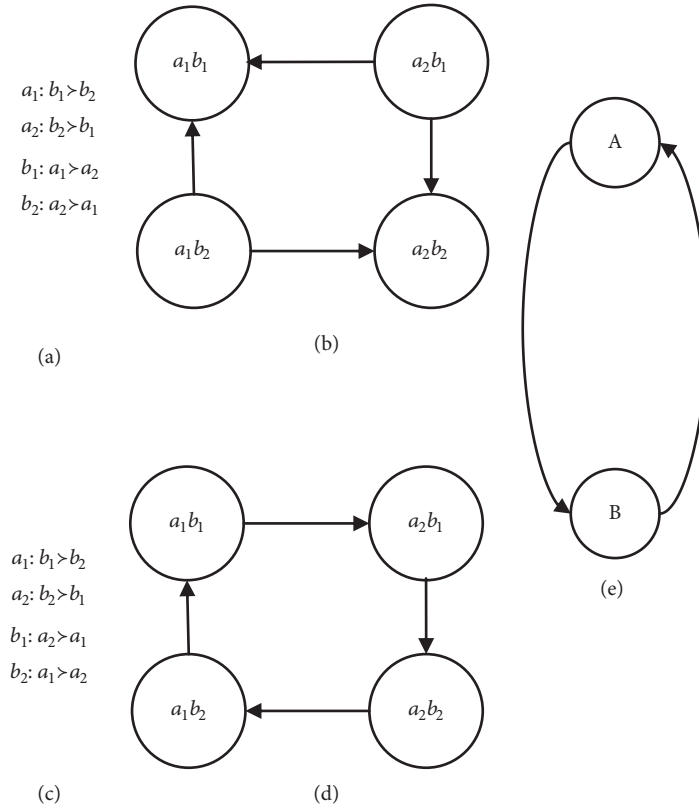 a₁: b₁≻b₂
a₂: b₂≻b₁
b₁: a₁≻a₂
b₂: a₂≻a₁
(a)
a₁b₁
a₂b₁
a₁b₂
a₂b₂
(b)
a₁: b₁≻b₂
a₂: b₂≻b₁
b₁: a₂≻a₁
b₂: a₁≻a₂
(c)
a₁b₁
a₂b₁
a₁b₂
a₂b₂
(d)
A
B
(e)